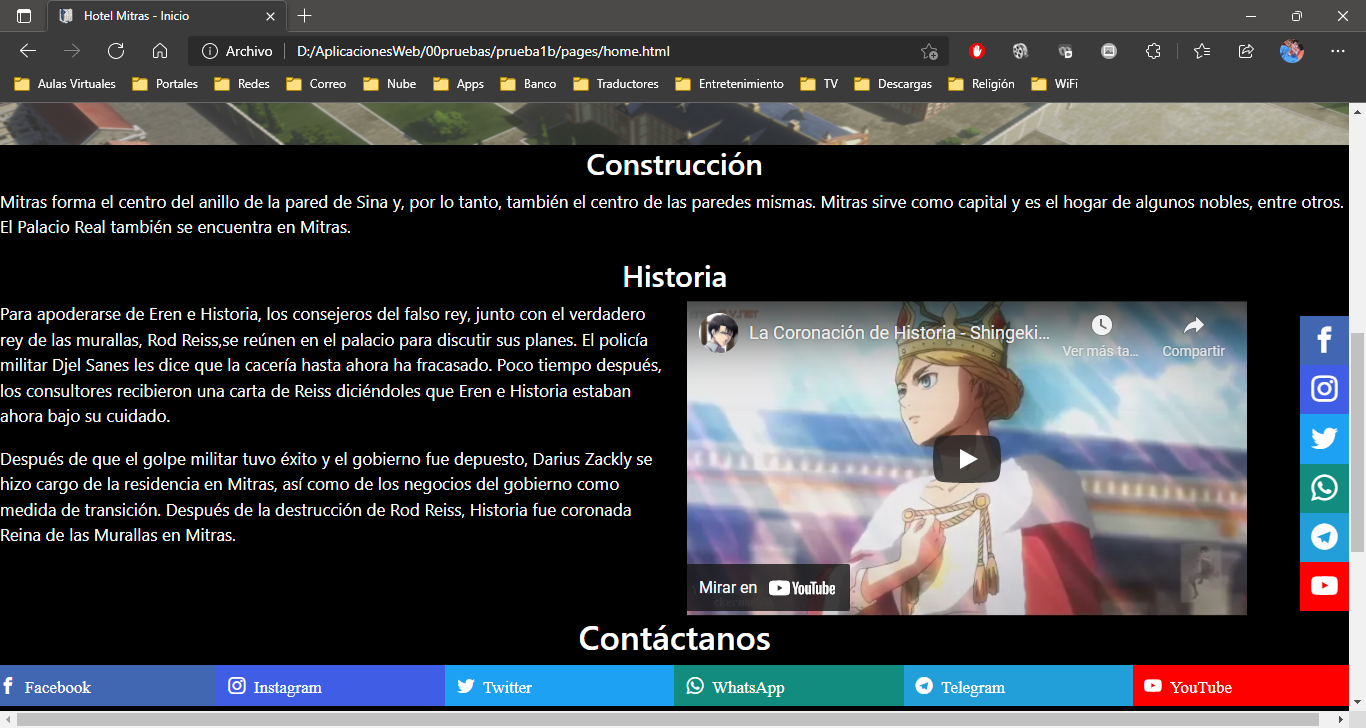 Hotel Mitras - Inicio
Archivo
D:/AplicacionesWeb/00pruebas/prueba1b/pages/home.html
Aulas Virtuales
Portales
Redes
Correo
Nube
Apps
Banco
Traductores
Entretenimiento
TV
Descargas
Religión
WiFi
Construcción
Mitras forma el centro del anillo de la pared de Sina y, por lo tanto, también el centro de las paredes mismas. Mitras sirve como capital y es el hogar de algunos nobles, entre otros.
El Palacio Real también se encuentra en Mitras.
Historia
Para apoderarse de Eren e Historia, los consejeros del falso rey, junto con el verdadero
rey de las murallas, Rod Reiss,se reúnen en el palacio para discutir sus planes. El policía
militar Djel Sanes les dice que la cacería hasta ahora ha fracasado. Poco tiempo después,
los consultores recibieron una carta de Reiss diciéndoles que Eren e Historia estaban
ahora bajo su cuidado.
Después de que el golpe militar tuvo éxito y el gobierno fue depuesto, Darius Zackly se
hizo cargo de la residencia en Mitras, así como de los negocios del gobierno como
medida de transición. Después de la destrucción de Rod Reiss, Historia fue coronada
Reina de las Murallas en Mitras.
La Coronación de Historia - Shingeki...
Ver más ta...
Compartir
Mirar en YouTube
Contáctanos
Facebook
Instagram
Twitter
WhatsApp
Telegram
YouTube